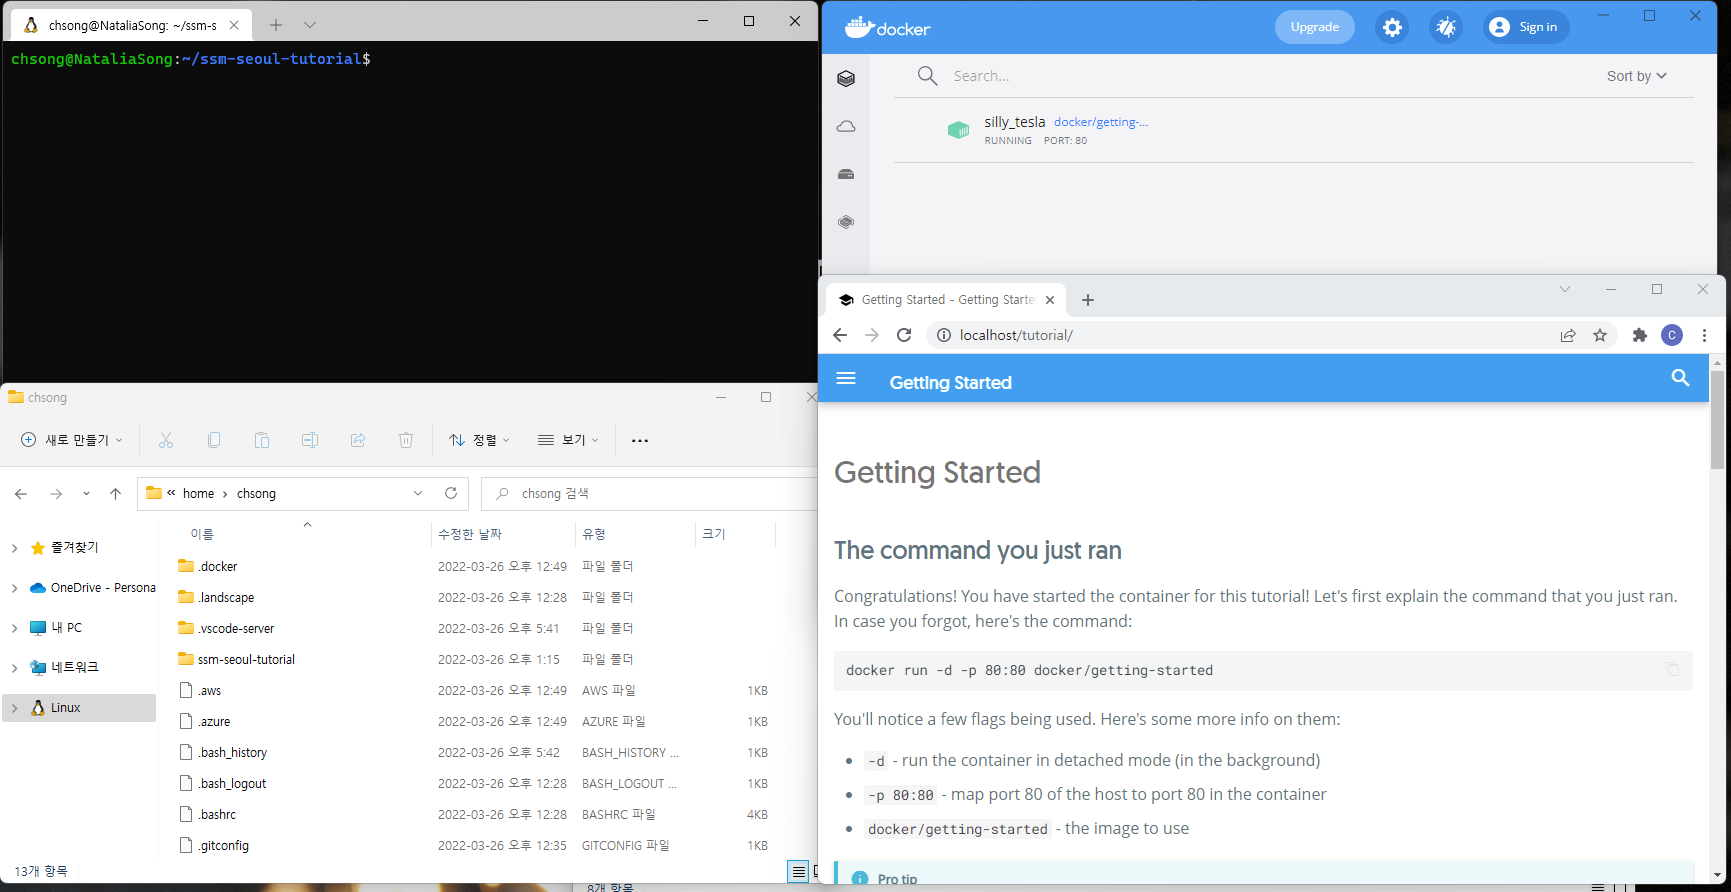 chsong@NataliaSong: ~/ssm-s
chsong@NataliaSong:~/ssm-seoul-tutorial$
docker
Upgrade
Sign in
Search...
Sort by
silly_tesla docker/getting-...
RUNNING PORT: 80
chsong
새로 만들기
정렬
보기
« home › chsong
chsong 검색
이름 수정한 날짜 유형 크기
즐겨찾기
OneDrive - Persona
내 PC
네트워크
Linux
.docker 2022-03-26 오후 12:49 파일 폴더
.landscape 2022-03-26 오후 12:28 파일 폴더
.vscode-server 2022-03-26 오후 5:41 파일 폴더
ssm-seoul-tutorial 2022-03-26 오후 1:15 파일 폴더
.aws 2022-03-26 오후 12:49 AWS 파일 1KB
.azure 2022-03-26 오후 12:49 AZURE 파일 1KB
.bash_history 2022-03-26 오후 5:42 BASH_HISTORY ... 1KB
.bash_logout 2022-03-26 오후 12:28 BASH_LOGOUT ... 1KB
.bashrc 2022-03-26 오후 12:28 BASHRC 파일 4KB
.gitconfig 2022-03-26 오후 12:35 GITCONFIG 파일 1KB
13개 항목
8개 항목
Getting Started - Getting Starte
localhost/tutorial/
C
Getting Started
Getting Started
The command you just ran
Congratulations! You have started the container for this tutorial! Let's first explain the command that you just ran.
In case you forgot, here's the command:
docker run -d -p 80:80 docker/getting-started
You'll notice a few flags being used. Here's some more info on them:
-d - run the container in detached mode (in the background)
-p 80:80 - map port 80 of the host to port 80 in the container
docker/getting-started - the image to use
Pro tip